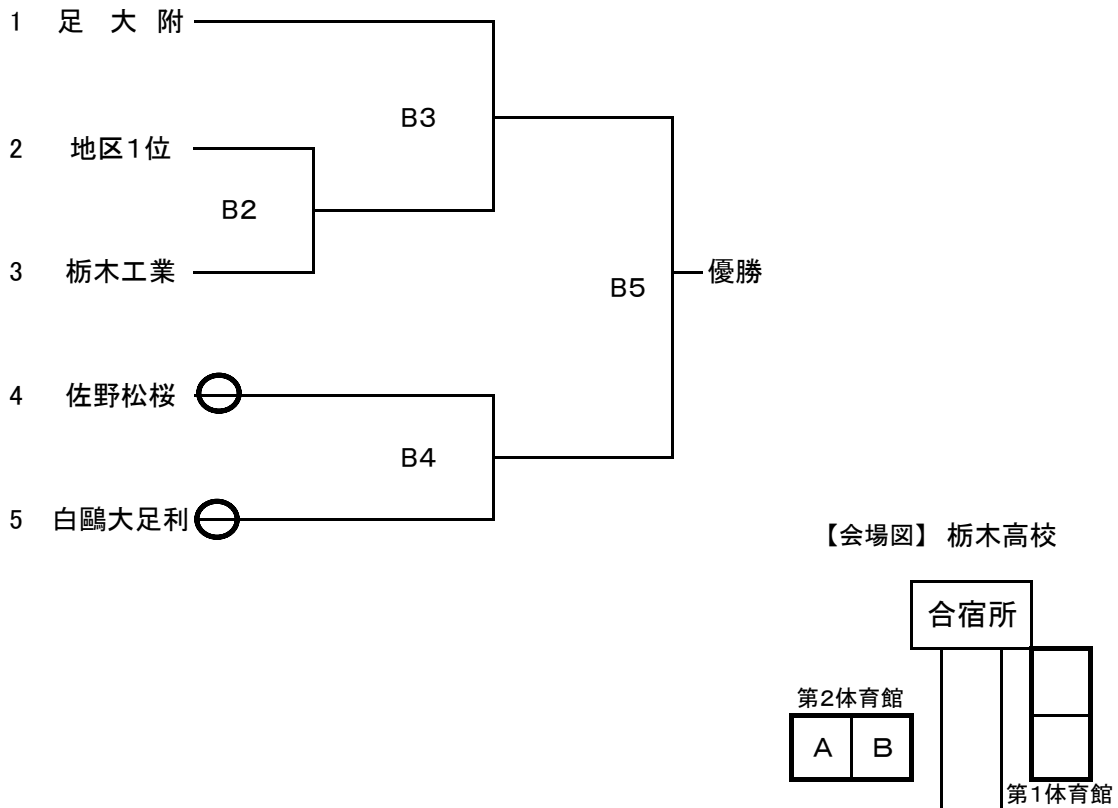 1 足 大 附
B3
2 地区1位
B2
3 栃木工業
B5 優勝
4 佐野松桜
B4
5 白鷗大足利
【会場図】 栃木高校
合宿所
第2体育館
A B
第1体育館